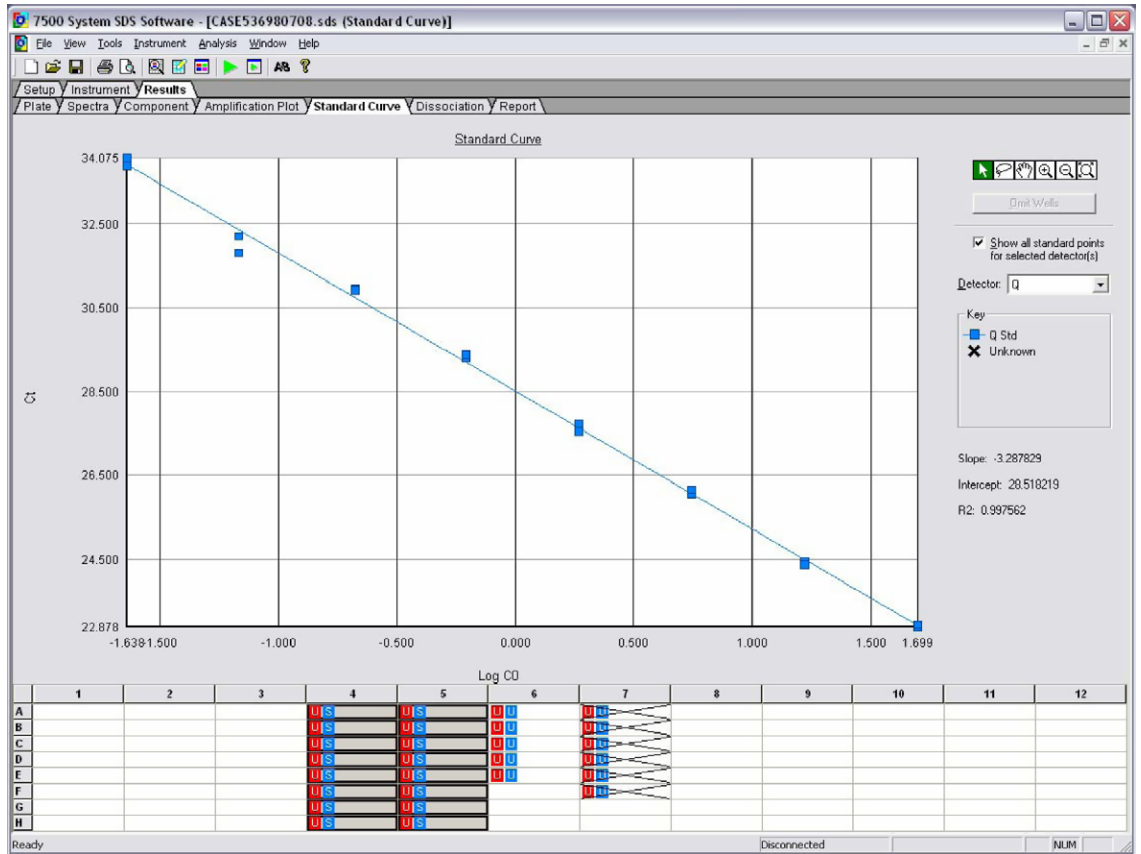 7500 System SDS Software - [CASE536980708.sds (Standard Curve)]
File View Tools Instrument Analysis Window Help
Setup Instrument Results
Plate Spectra Component Amplification Plot Standard Curve Dissociation Report
Standard Curve
34.075
32.500
30.500
28.500
26.500
24.500
22.878
Ct
-1.639 -1.500 -1.000 -0.500 0.000 0.500 1.000 1.500 1.699
Log C0
Omit Wells
Show all standard points
for selected detector(s)
Detector: Q
Key
Q Std
Unknown
Slope: -3.287829
Intercept: 28.518219
R2: 0.997562
1 2 3 4 5 6 7 8 9 10 11 12
A U S U S U U U U
B U S U S U U U U
C U S U S U U U U
D U S U S U U U U
E U S U S U U U U
F U S U S U U
G U S U S
H U S U S
Ready Disconnected NUM